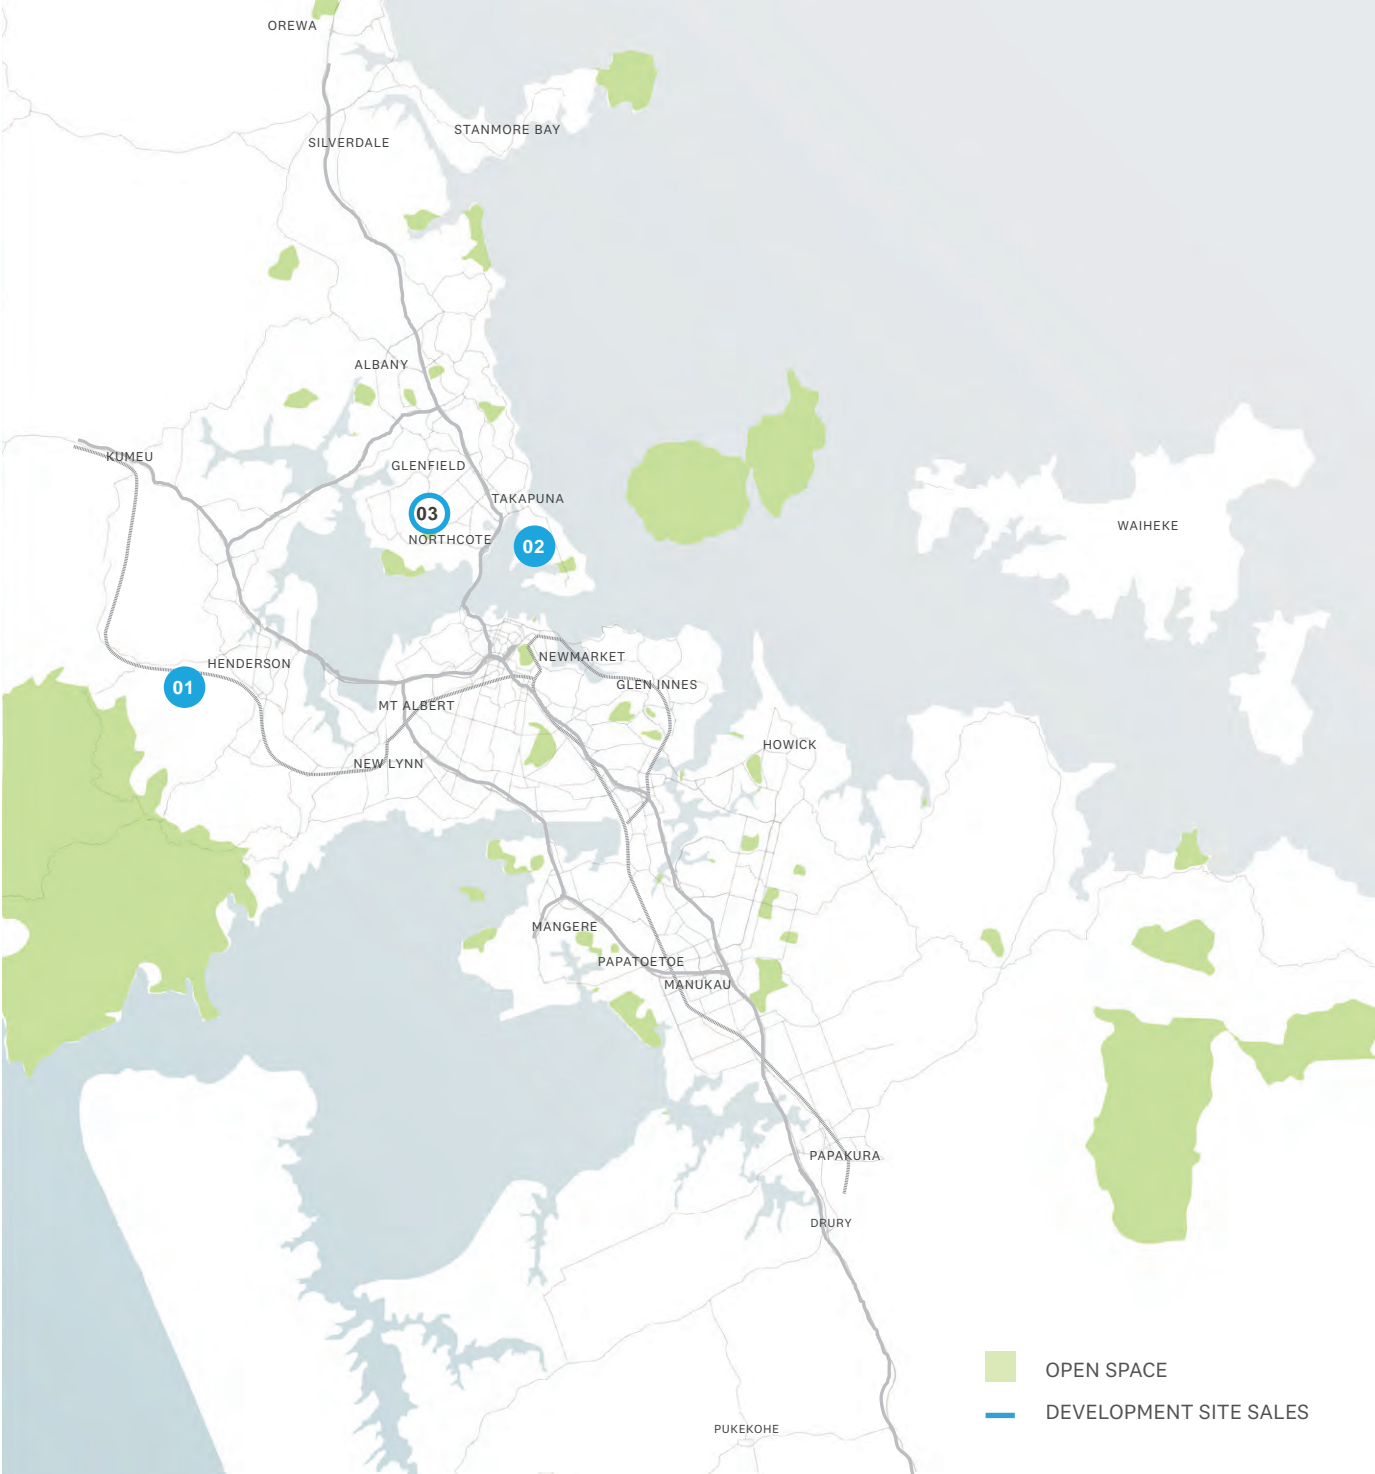 OREWA
STANMORE BAY
SILVERDALE
ALBANY
KUMEU
GLENFIELD
TAKAPUNA
03
WAIHEKE
NORTHCOTE
02
NEWMARKET
HENDERSON
GLEN INNES
01
MT ALBERT
HOWICK
NEW LYNN
MANGERE
PAPATOETOE
MANUKAU
PAPAKURA
DRURY
OPEN SPACE
DEVELOPMENT SITE SALES
PUKEKOHE